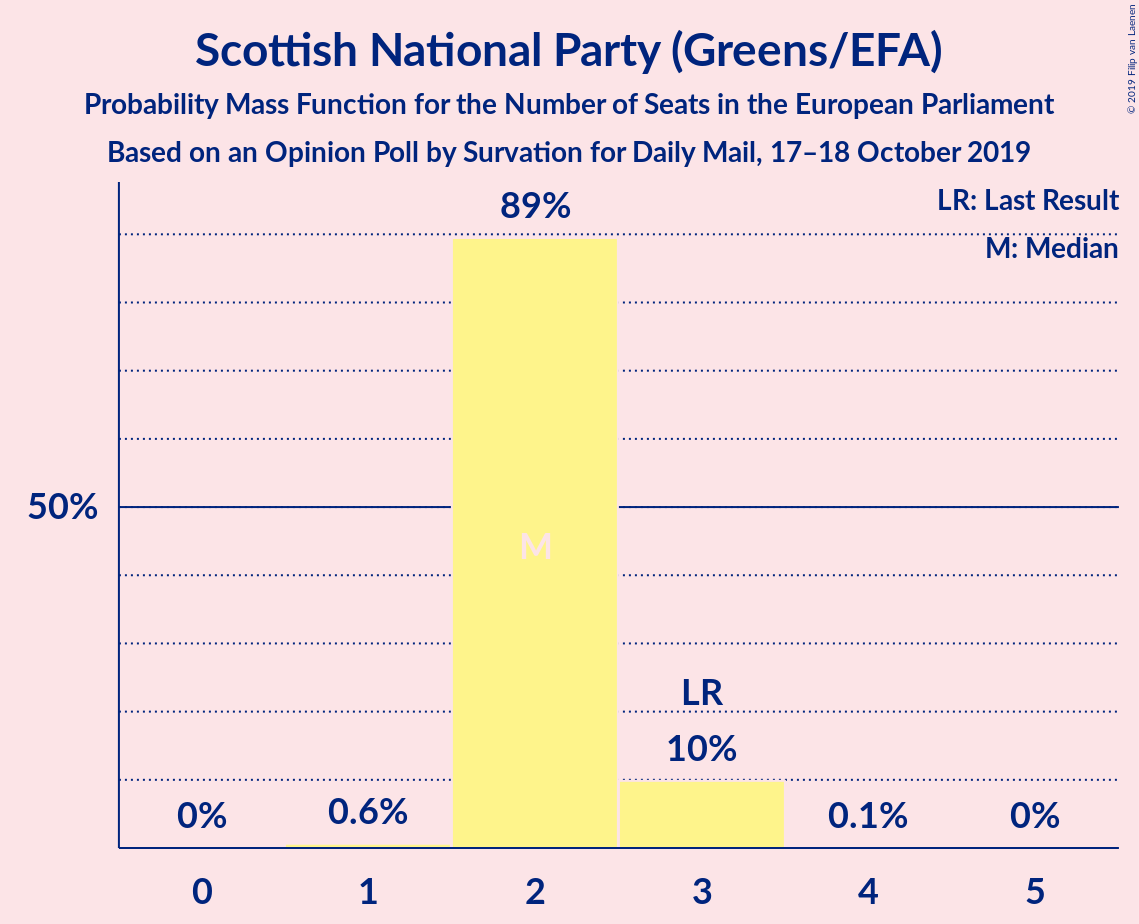 Scottish National Party (Greens/EFA)
Probability Mass Function for the Number of Seats in the European Parliament
Based on an Opinion Poll by Survation for Daily Mail, 17–18 October 2019
© 2019 Filip van Laenen
LR: Last Result
M: Median
89%
50%
M
LR
10%
0%
0.6%
0.1%
0%
0
1
2
3
4
5